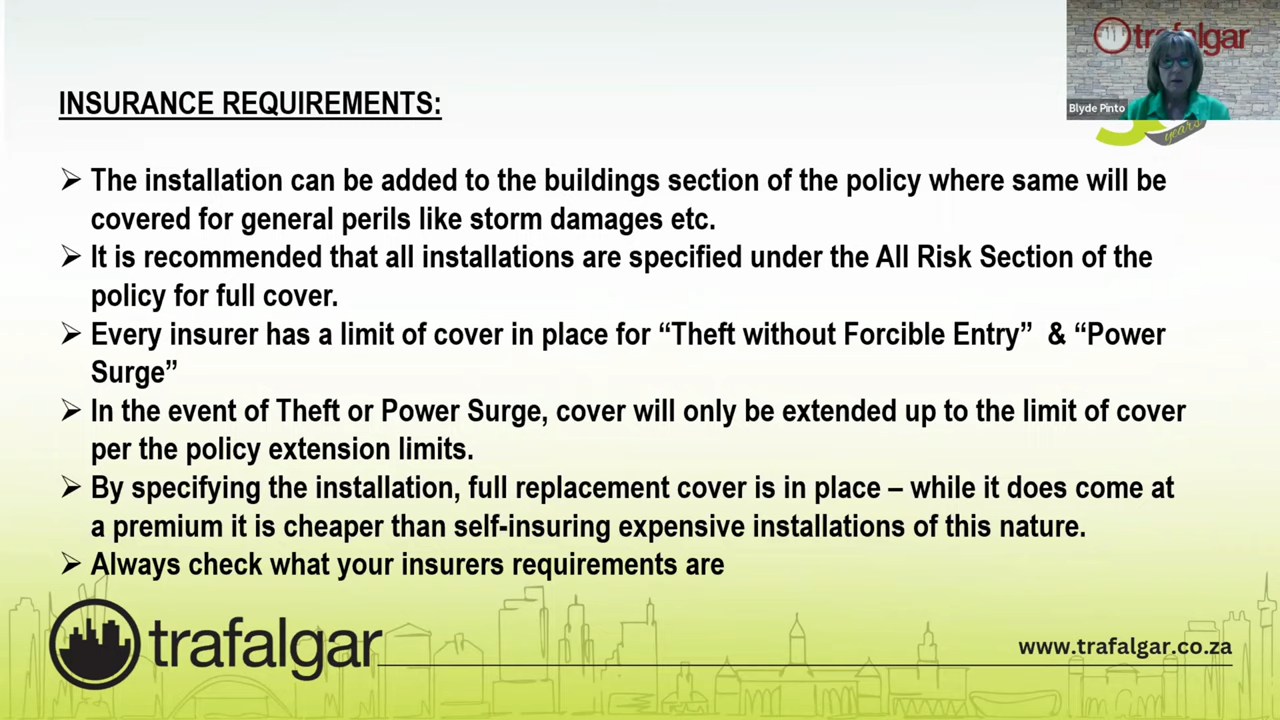 trafalgar
Blyde Pinto
years
INSURANCE REQUIREMENTS:
The installation can be added to the buildings section of the policy where same will be
covered for general perils like storm damages etc.
It is recommended that all installations are specified under the All Risk Section of the
policy for full cover.
Every insurer has a limit of cover in place for “Theft without Forcible Entry” & “Power
Surge”
In the event of Theft or Power Surge, cover will only be extended up to the limit of cover
per the policy extension limits.
By specifying the installation, full replacement cover is in place – while it does come at
a premium it is cheaper than self-insuring expensive installations of this nature.
Always check what your insurers requirements are
trafalgar
www.trafalgar.co.za